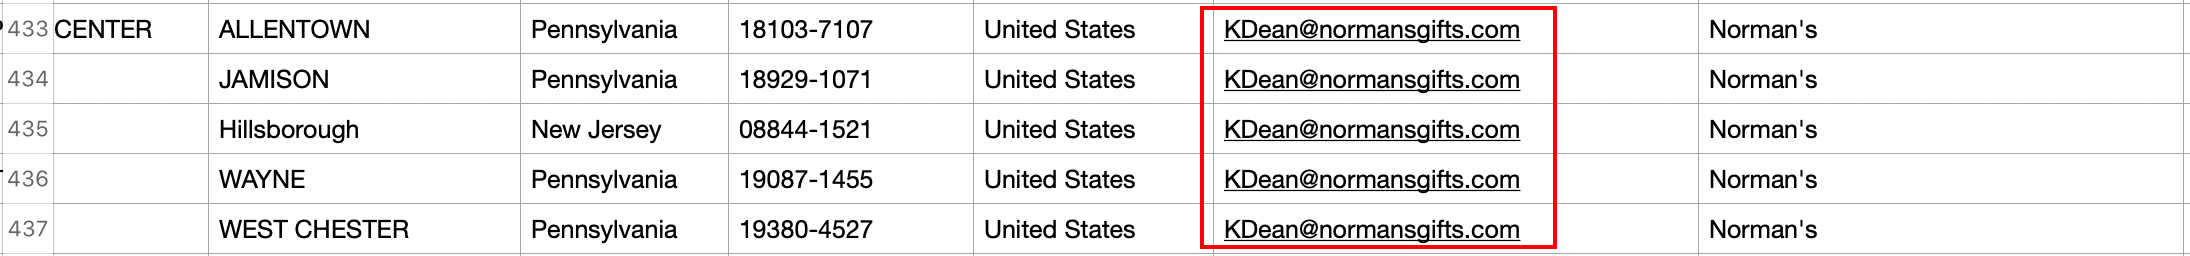 433 CENTER ALLENTOWN Pennsylvania 18103-7107 United States KDean@normansgifts.com Norman's
434 JAMISON Pennsylvania 18929-1071 United States KDean@normansgifts.com Norman's
435 Hillsborough New Jersey 08844-1521 United States KDean@normansgifts.com Norman's
436 WAYNE Pennsylvania 19087-1455 United States KDean@normansgifts.com Norman's
437 WEST CHESTER Pennsylvania 19380-4527 United States KDean@normansgifts.com Norman's